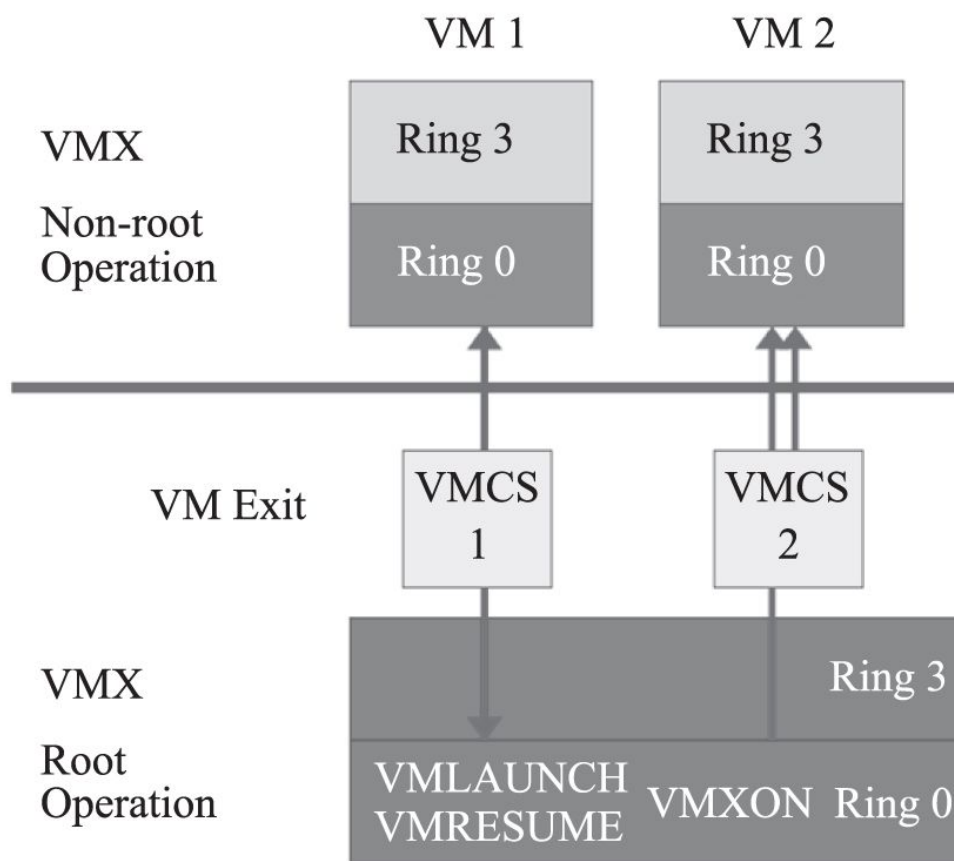 VM 1
VM 2
VMX
Non-root
Operation
Ring 3
Ring 0
Ring 3
Ring 0
VM Exit
VMCS
1
VMCS
2
VMX
Root
Operation
Ring 3
VMLAUNCH
VMRESUME
VMXON
Ring 0